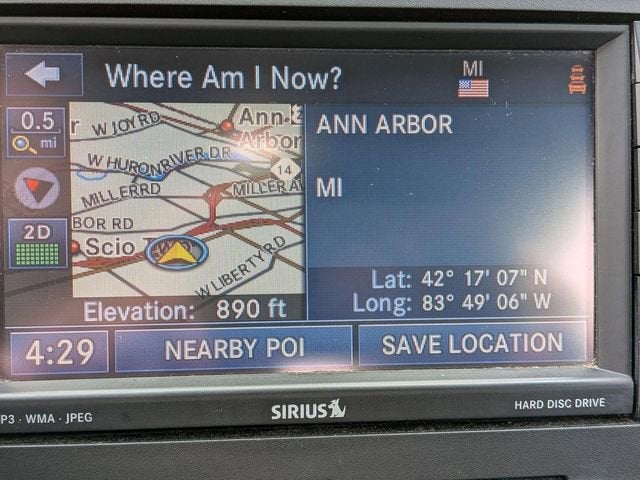 Where Am I Now?
MI
0.5
mi
2D
W JOY RD
Ann
Arbor
W HURON RIVER DR
14
MILLER RD
MILLER A
BOR RD
Scio
W LIBERTY RD
Elevation: 890 ft
ANN ARBOR
MI
Lat: 42° 17' 07" N
Long: 83° 49' 06" W
4:29
NEARBY POI
SAVE LOCATION
P3 · WMA · JPEG
SIRIUS
HARD DISC DRIVE